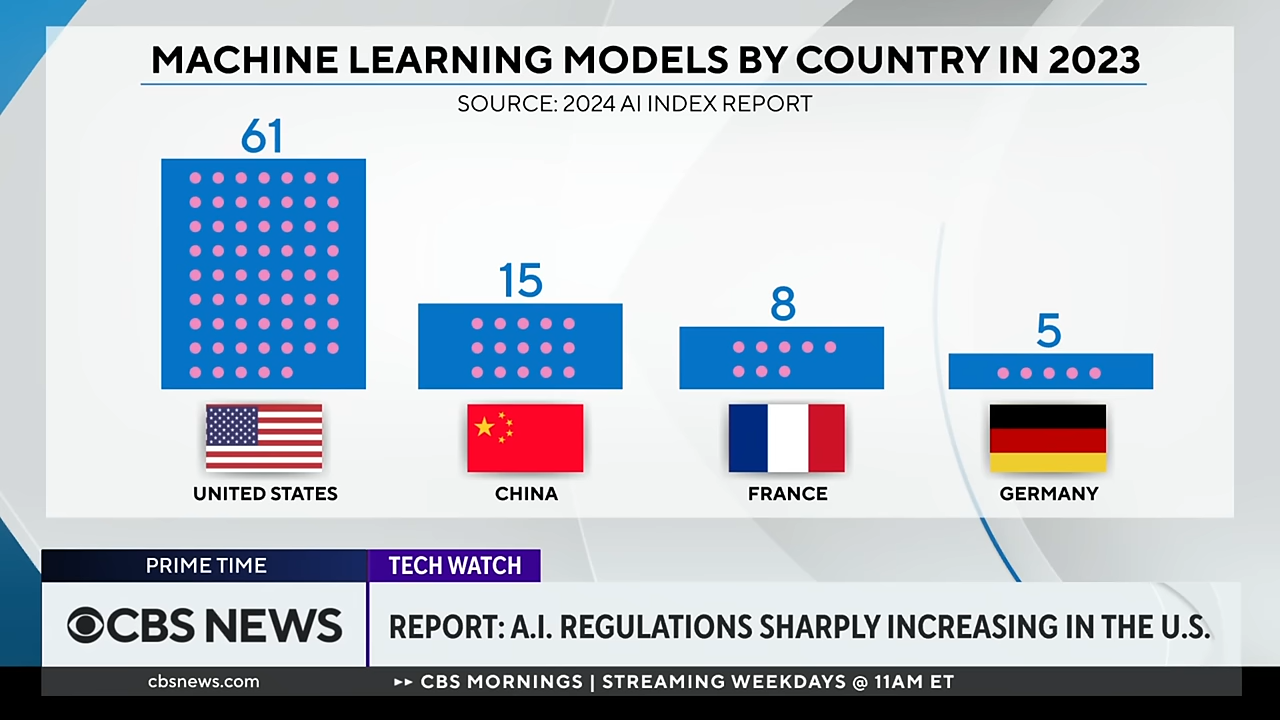 MACHINE LEARNING MODELS BY COUNTRY IN 2023
SOURCE: 2024 AI INDEX REPORT
61
15
8
5
UNITED STATES
CHINA
FRANCE
GERMANY
PRIME TIME
TECH WATCH
CBS NEWS
REPORT: A.I. REGULATIONS SHARPLY INCREASING IN THE U.S.
cbsnews.com
CBS MORNINGS | STREAMING WEEKDAYS @ 11AM ET